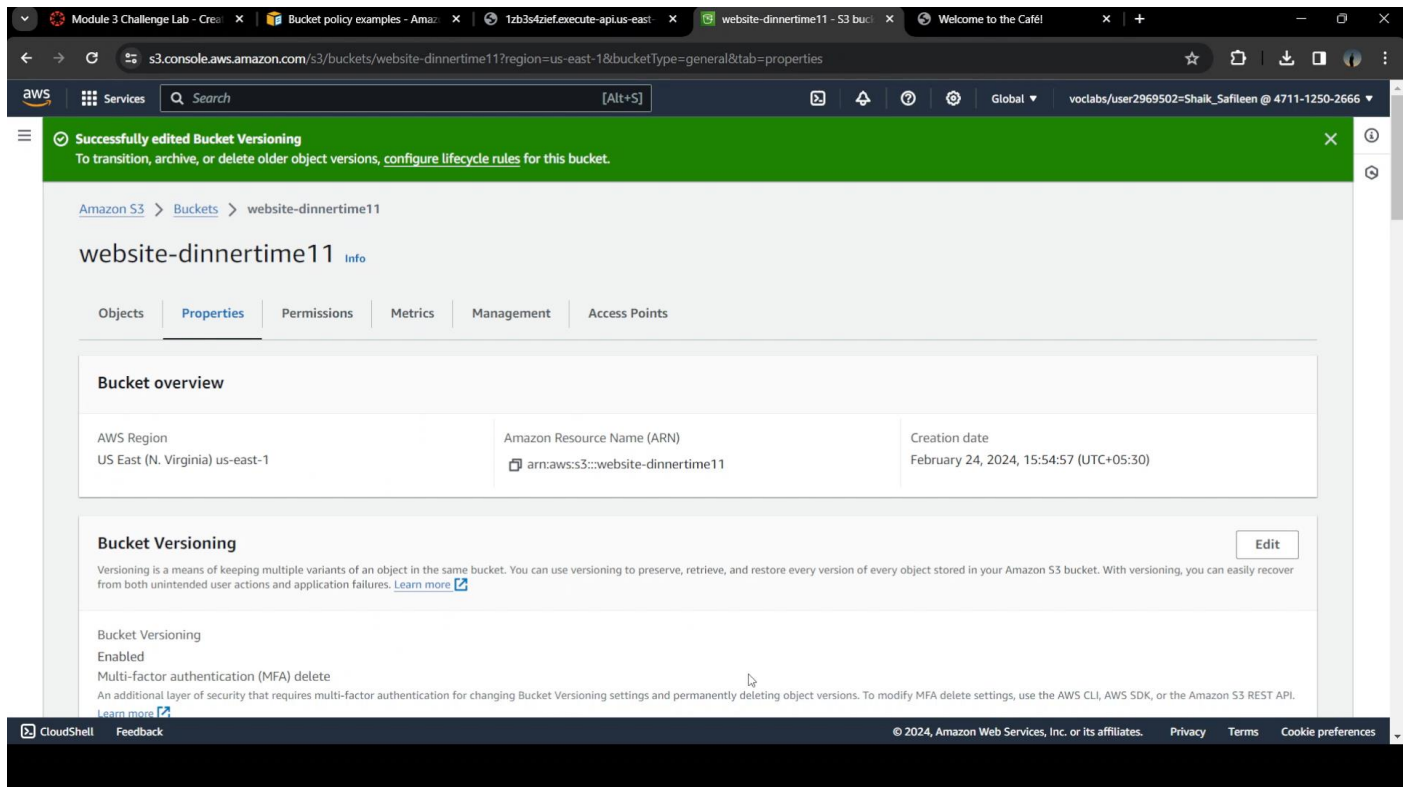 Module 3 Challenge Lab - Crea
Bucket policy examples - Amaz
1zb3s4zief.execute-api.us-east-
website-dinnertime11 - S3 buc
Welcome to the Café!
s3.console.aws.amazon.com/s3/buckets/website-dinnertime11?region=us-east-1&bucketType=general&tab=properties
aws
Services
Search
[Alt+S]
Global
voclabs/user2969502=Shaik_Safileen @ 4711-1250-2666
Successfully edited Bucket Versioning
To transition, archive, or delete older object versions, configure lifecycle rules for this bucket.
Amazon S3 > Buckets > website-dinnertime11
website-dinnertime11 Info
Objects
Properties
Permissions
Metrics
Management
Access Points
Bucket overview
AWS Region
US East (N. Virginia) us-east-1
Amazon Resource Name (ARN)
arn:aws:s3:::website-dinnertime11
Creation date
February 24, 2024, 15:54:57 (UTC+05:30)
Bucket Versioning
Edit
Versioning is a means of keeping multiple variants of an object in the same bucket. You can use versioning to preserve, retrieve, and restore every version of every object stored in your Amazon S3 bucket. With versioning, you can easily recover
from both unintended user actions and application failures. Learn more
Bucket Versioning
Enabled
Multi-factor authentication (MFA) delete
An additional layer of security that requires multi-factor authentication for changing Bucket Versioning settings and permanently deleting object versions. To modify MFA delete settings, use the AWS CLI, AWS SDK, or the Amazon S3 REST API.
Learn more
CloudShell
Feedback
© 2024, Amazon Web Services, Inc. or its affiliates.
Privacy
Terms
Cookie preferences